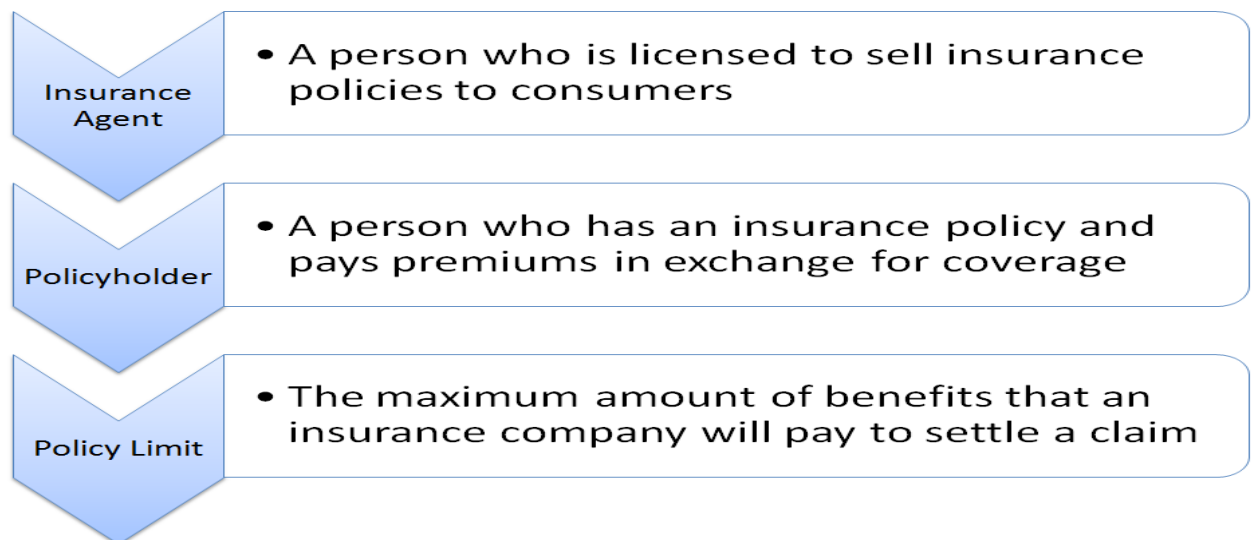 Insurance
Agent
• A person who is licensed to sell insurance
policies to consumers
Policyholder
• A person who has an insurance policy and
pays premiums in exchange for coverage
Policy Limit
• The maximum amount of benefits that an
insurance company will pay to settle a claim